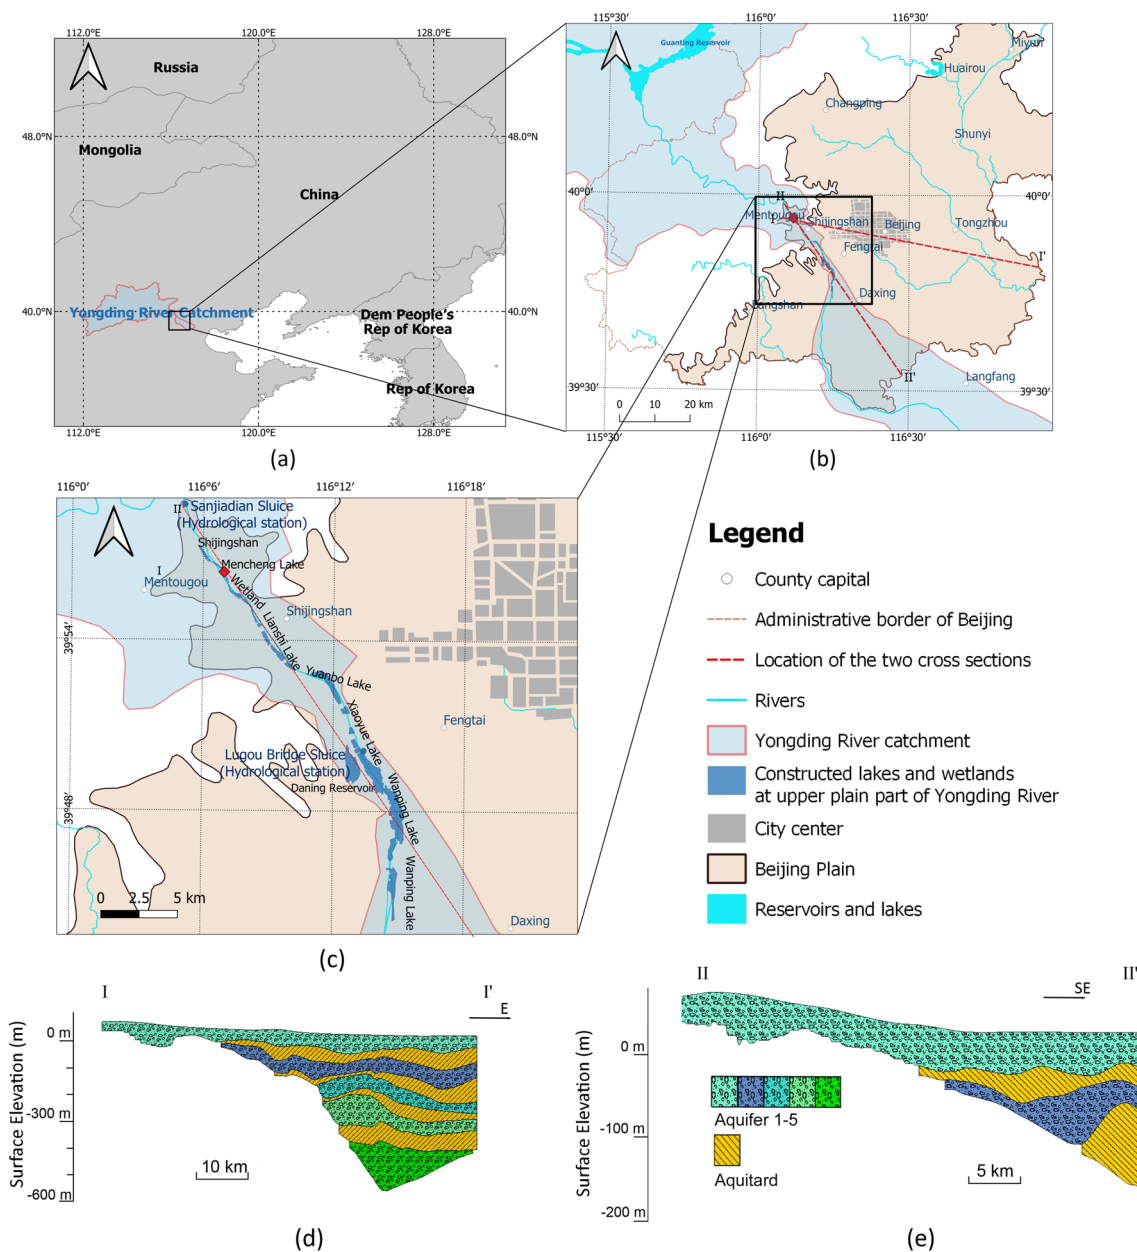 112.0°E
120.0°E
128.0°E
Russia
48.0°N
48.0°N
Mongolia
China
Yongding River Catchment
40.0°N
40.0°N
Dem People's
Rep of Korea
Rep of Korea
112.0°E
120.0°E
128.0°E
(a)
115°30′
116°0′
116°30′
Guanting Reservoir
Miyun
Huairou
Changping
Shunyi
40°0′
40°0′
II
Mentougou
I
Shijingshan
Beijing
Tongzhou
Fengtai
I'
Daxing
Fangshan
II'
Langfang
39°30′
39°30′
0 10 20 km
115°30′
116°0′
116°30′
(b)
116°0′
116°6′
116°12′
116°18′
II
Sanjiadian Sluice
(Hydrological station)
Shijingshan
I
Mencheng Lake
Mentougou
Wetland
Shijingshan
Lianshi Lake
39°54′
Yuanbo Lake
Xiaoyue Lake
Fengtai
Lugou Bridge Sluice
(Hydrological station)
Daning Reservoir
Wanping Lake
39°48′
Wanping Lake
0 2.5 5 km
Daxing
(c)
Legend
County capital
Administrative border of Beijing
Location of the two cross sections
Rivers
Yongding River catchment
Constructed lakes and wetlands
at upper plain part of Yongding River
City center
Beijing Plain
Reservoirs and lakes
I
I'
E
Surface Elevation (m)
0 m
-300 m
-600 m
10 km
(d)
II
II'
SE
Surface Elevation (m)
0 m
-100 m
-200 m
Aquifer 1-5
Aquitard
5 km
(e)